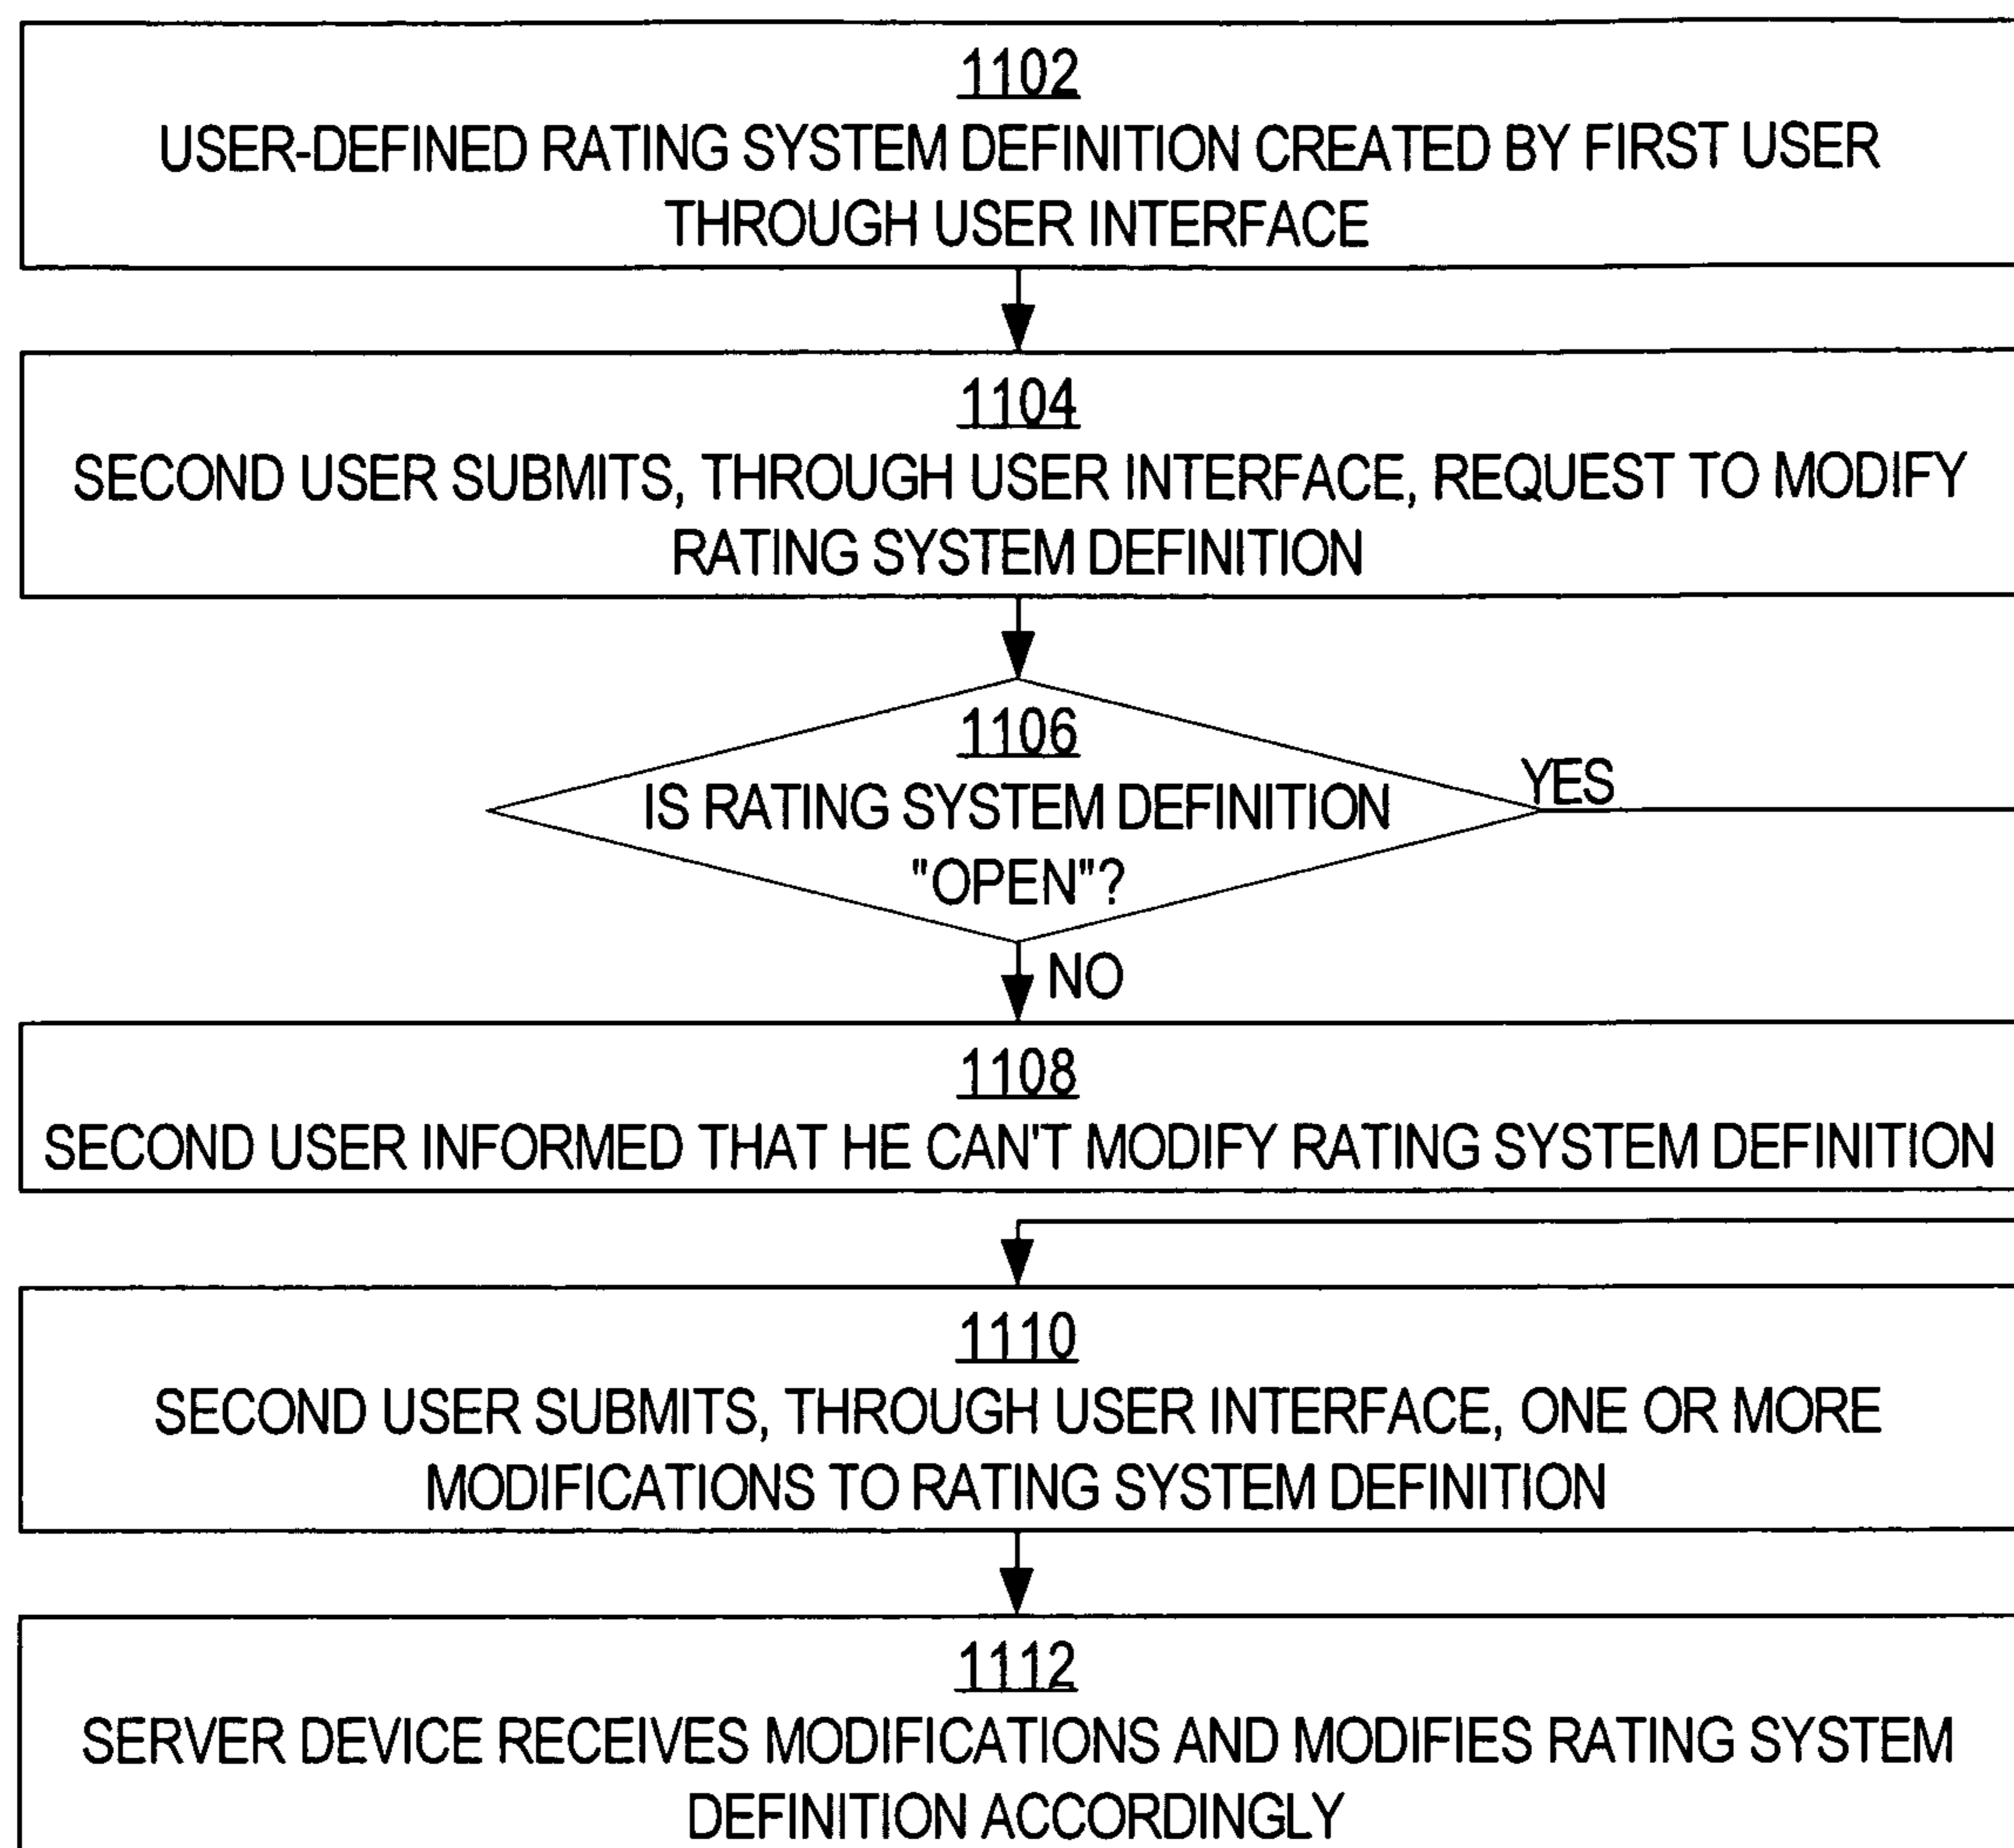 1102
USER-DEFINED RATING SYSTEM DEFINITION CREATED BY FIRST USER
THROUGH USER INTERFACE
1104
SECOND USER SUBMITS, THROUGH USER INTERFACE, REQUEST TO MODIFY
RATING SYSTEM DEFINITION
1106
IS RATING SYSTEM DEFINITION
"OPEN"?
YES
NO
1108
SECOND USER INFORMED THAT HE CAN'T MODIFY RATING SYSTEM DEFINITION
1110
SECOND USER SUBMITS, THROUGH USER INTERFACE, ONE OR MORE
MODIFICATIONS TO RATING SYSTEM DEFINITION
1112
SERVER DEVICE RECEIVES MODIFICATIONS AND MODIFIES RATING SYSTEM
DEFINITION ACCORDINGLY